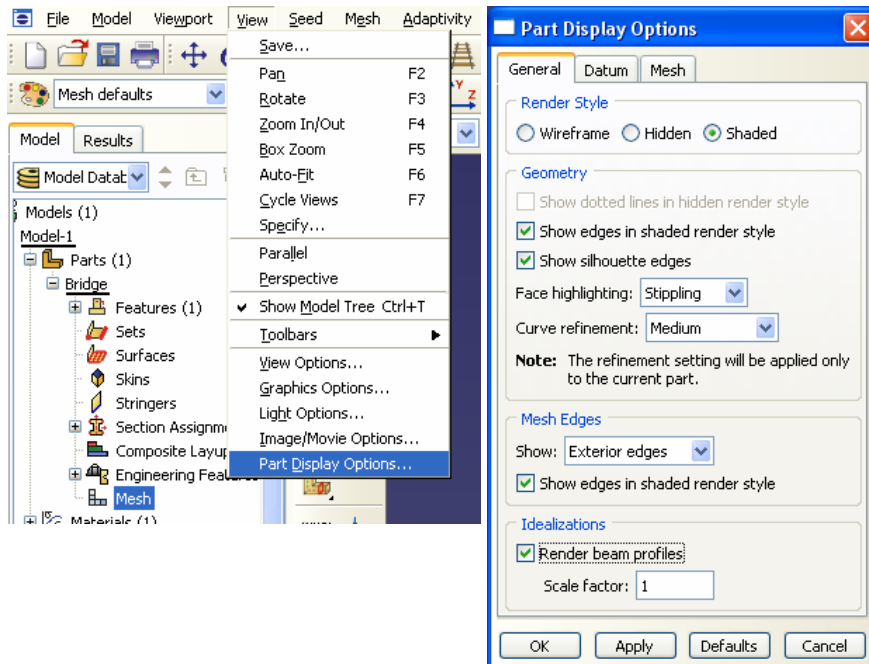 File Model Viewport View Seed Mesh Adaptivity
Save...
Pan F2
Mesh defaults
Rotate F3
Zoom In/Out F4
Model Results
Box Zoom F5
Auto-Fit F6
Model Datab
Cycle Views F7
Specify...
Models (1)
Model-1
Parallel
Parts (1)
Perspective
Bridge
Show Model Tree Ctrl+T
Features (1)
Sets
Toolbars
Surfaces
View Options...
Skins
Graphics Options...
Stringers
Light Options...
Section Assignm
Image/Movie Options...
Composite Layup
Part Display Options...
Engineering Features
Mesh
Materials (1)
Y
Z
Part Display Options
General Datum Mesh
Render Style
Wireframe Hidden Shaded
Geometry
Show dotted lines in hidden render style
Show edges in shaded render style
Show silhouette edges
Face highlighting: Stippling
Curve refinement: Medium
Note: The refinement setting will be applied only
to the current part.
Mesh Edges
Show: Exterior edges
Show edges in shaded render style
Idealizations
Render beam profiles
Scale factor: 1
OK Apply Defaults Cancel